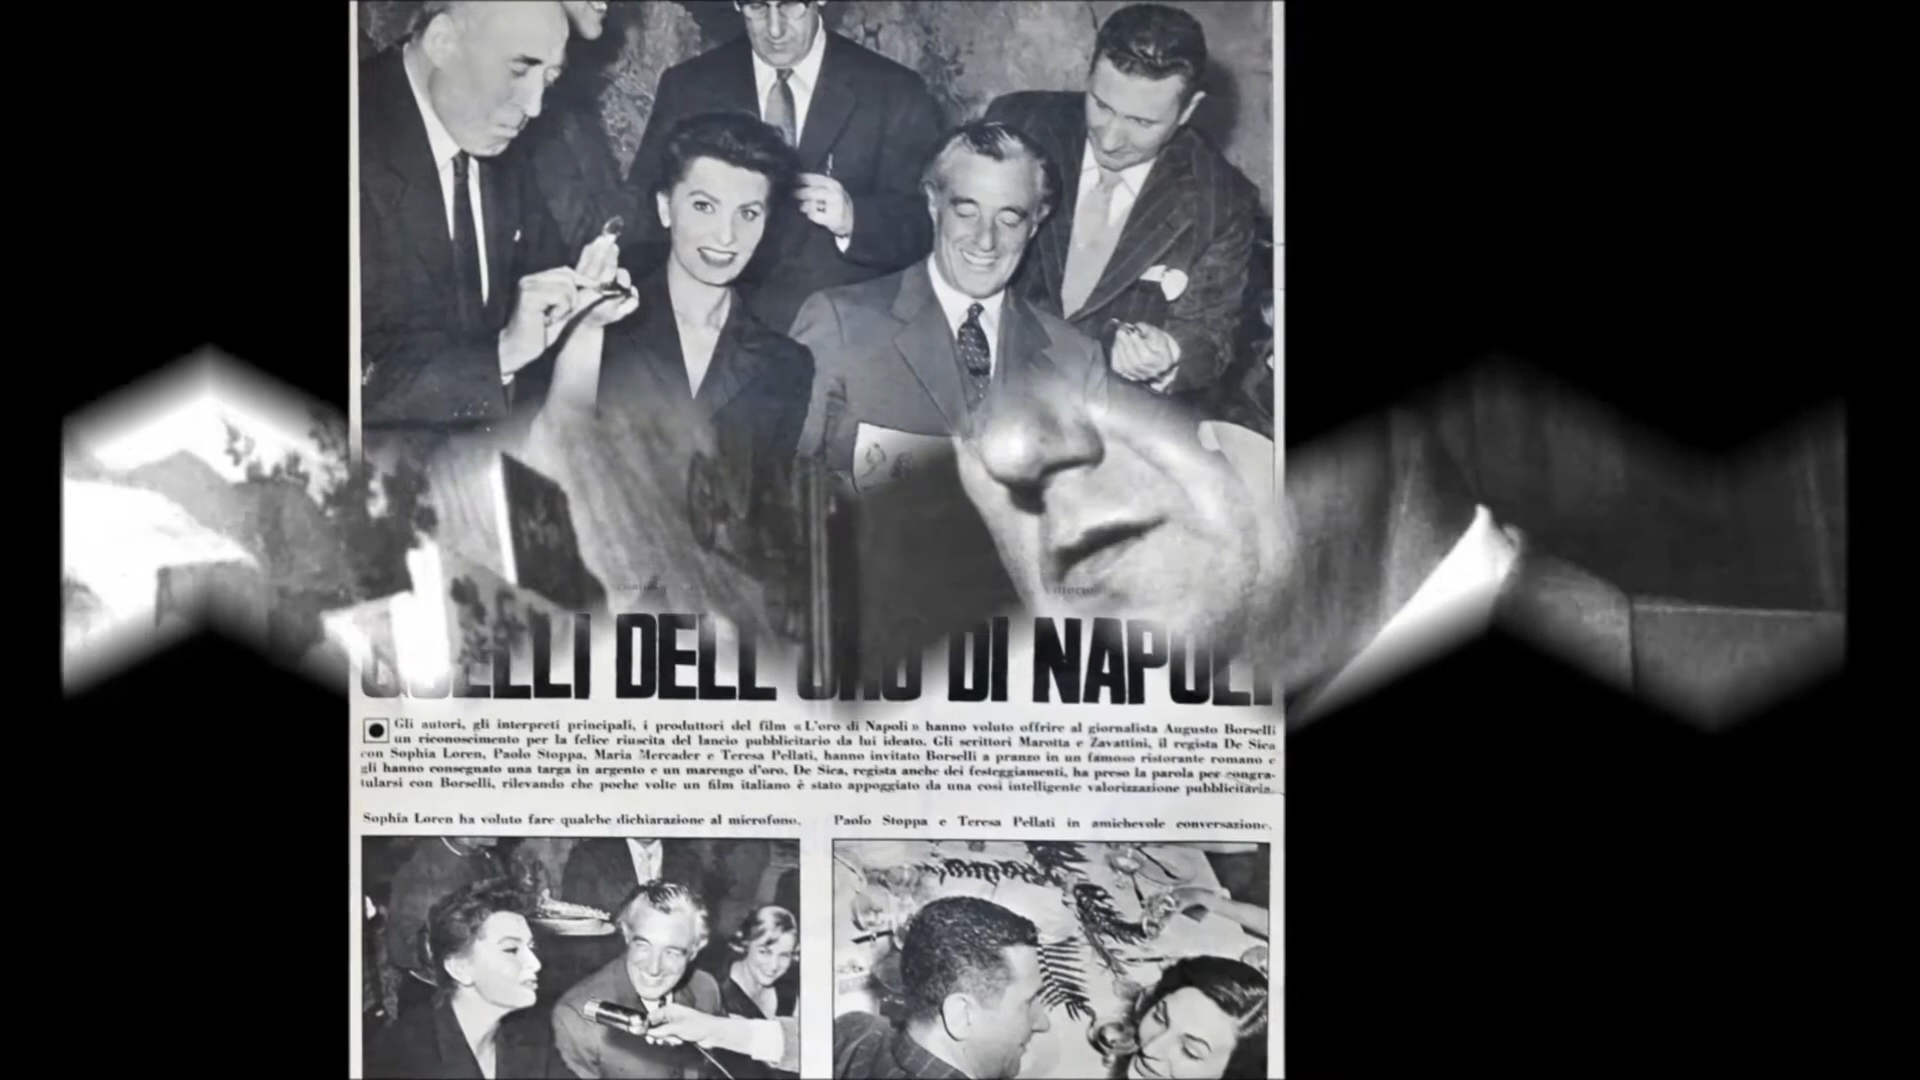 Vittorio
QUELLI DELL'ORO DI NAPOLI
Gli autori, gli interpreti principali, i produttori del film «L'oro di Napoli» hanno voluto offrire al giornalista Augusto Borselli
un riconoscimento per la felice riuscita del lancio pubblicitario da lui ideato. Gli scrittori Marotta e Zavattini, il regista De Sica
con Sophia Loren, Paolo Stoppa, Maria Mercader e Teresa Pellati, hanno invitato Borselli a pranzo in un famoso ristorante romano e
gli hanno consegnato una targa in argento e un marengo d'oro. De Sica, regista anche dei festeggiamenti, ha preso la parola per congra-
tularsi con Borselli, rilevando che poche volte un film italiano è stato appoggiato da una così intelligente valorizzazione pubblicitaria.
Sophia Loren ha voluto fare qualche dichiarazione al microfono.
Paolo Stoppa e Teresa Pellati in amichevole conversazione.